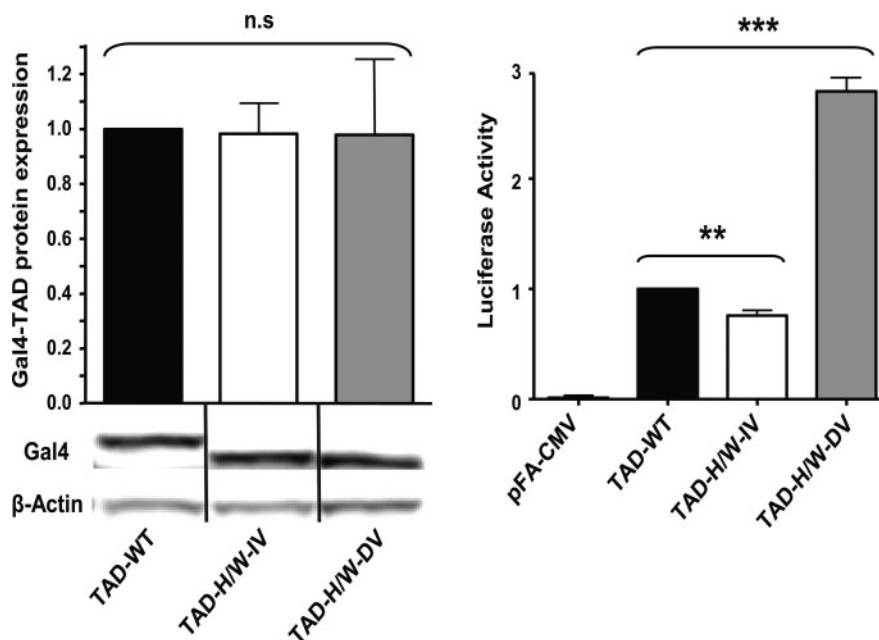 n.s
Gal4-TAD protein expression
1.2
1.0
0.8
0.6
0.4
0.2
0.0
Gal4
β-Actin
TAD-WT
TAD-H/W-IV
TAD-H/W-DV
***
**
Luciferase Activity
3
2
1
0
pFA-CMV
TAD-WT
TAD-H/W-IV
TAD-H/W-DV